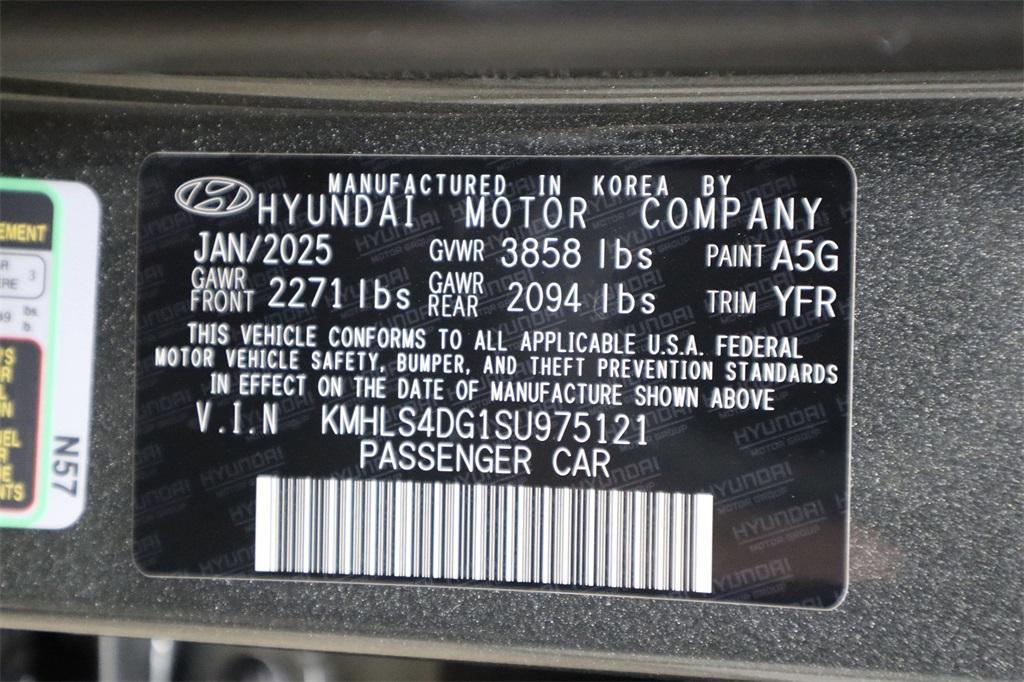 MANUFACTURED IN KOREA BY
HYUNDAI MOTOR COMPANY
JAN/2025 GVWR 3858 lbs PAINT A5G
GAWR FRONT 2271 lbs GAWR REAR 2094 lbs TRIM YFR
THIS VEHICLE CONFORMS TO ALL APPLICABLE U.S.A. FEDERAL
MOTOR VEHICLE SAFETY, BUMPER, AND THEFT PREVENTION STANDARDS
IN EFFECT ON THE DATE OF MANUFACTURE SHOWN ABOVE
V.I.N KMHLS4DG1SU975121
PASSENGER CAR
N57
EMENT
3